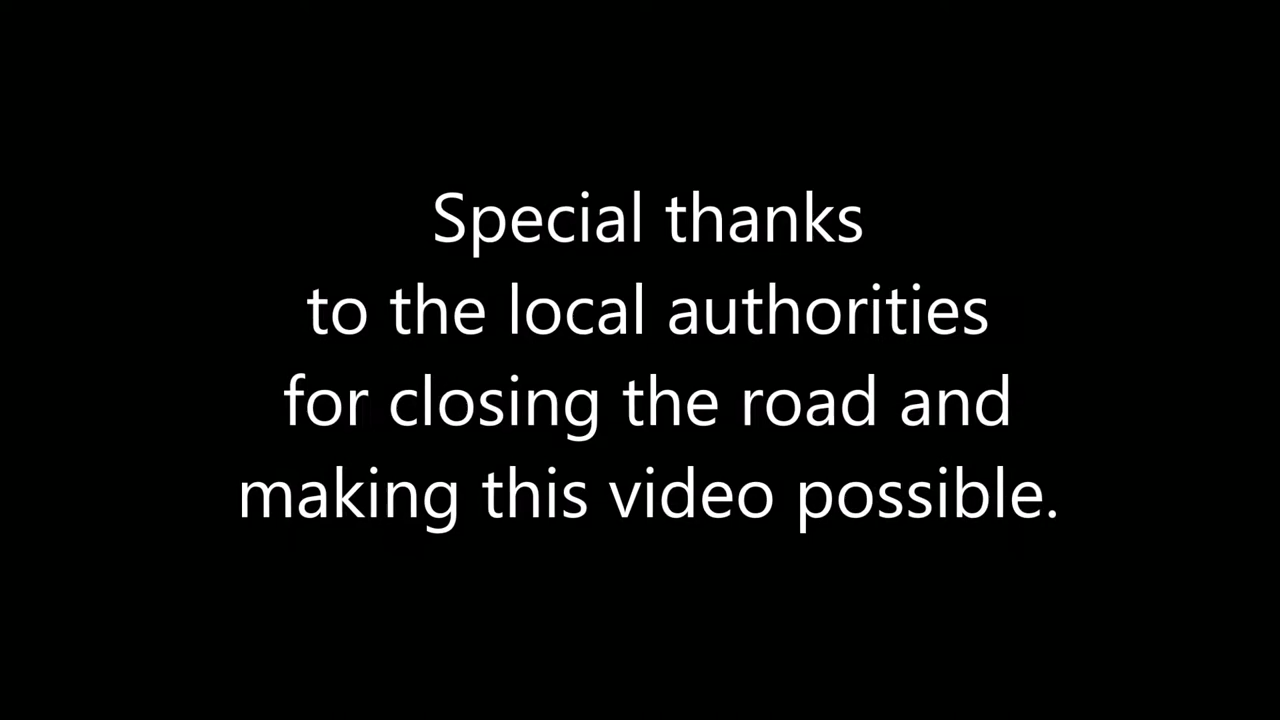 Special thanks
to the local authorities
for closing the road and
making this video possible.